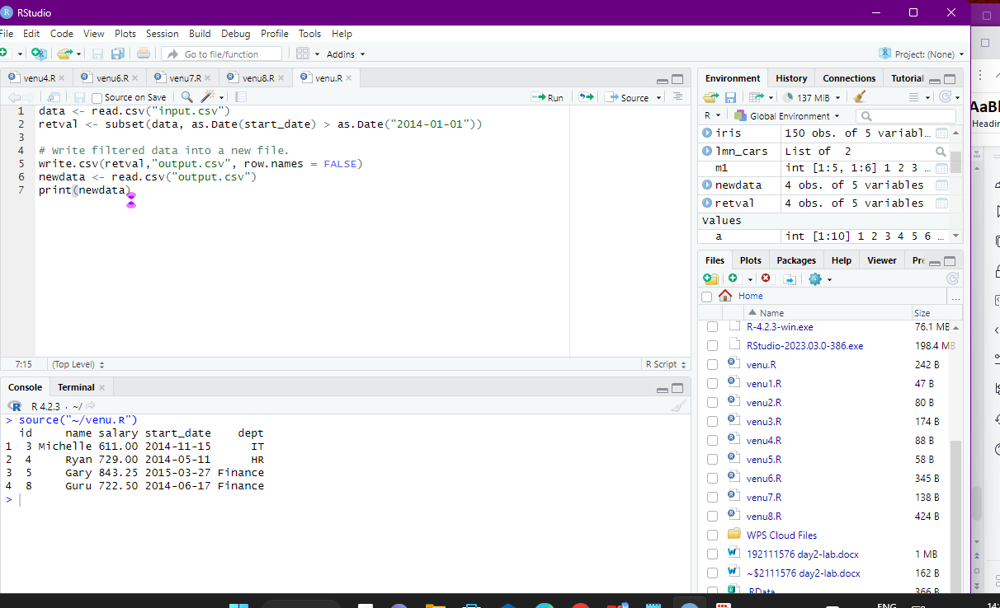 RStudio
File Edit Code View Plots Session Build Debug Profile Tools Help
Go to file/function
Addins
Project: (None)
venu4.R venu6.R venu7.R venu8.R venu.R
Source on Save
Run
Source
1 data <- read.csv("input.csv")
2 retval <- subset(data, as.Date(start_date) > as.Date("2014-01-01"))
3
4 # Write filtered data into a new file.
5 write.csv(retval,"output.csv", row.names = FALSE)
6 newdata <- read.csv("output.csv")
7 print(newdata)
7:15 (Top Level) R Script
Console Terminal
R 4.2.3 · ~/
> source("~/venu.R")
id name salary start_date dept
1 3 Michelle 611.00 2014-11-15 IT
2 4 Ryan 729.00 2014-05-11 HR
3 5 Gary 843.25 2015-03-27 Finance
4 8 Guru 722.50 2014-06-17 Finance
>
Environment History Connections Tutorial
137 MiB
R Global Environment
iris 150 obs. of 5 variabl…
lmn_cars List of 2
m1 int [1:5, 1:6] 1 2 3 …
newdata 4 obs. of 5 variables
retval 4 obs. of 5 variables
Values
a int [1:10] 1 2 3 4 5 6 …
Files Plots Packages Help Viewer Pre
Home
...
Name Size
R-4.2.3-win.exe 76.1 MB
RStudio-2023.03.0-386.exe 198.4 MB
venu.R 242 B
venu1.R 47 B
venu2.R 80 B
venu3.R 174 B
venu4.R 88 B
venu5.R 58 B
venu6.R 345 B
venu7.R 138 B
venu8.R 424 B
WPS Cloud Files
192111576 day2-lab.docx 1 MB
~$2111576 day2-lab.docx 162 B
.RData 366 B
AaBl
Headin
ENG
14: